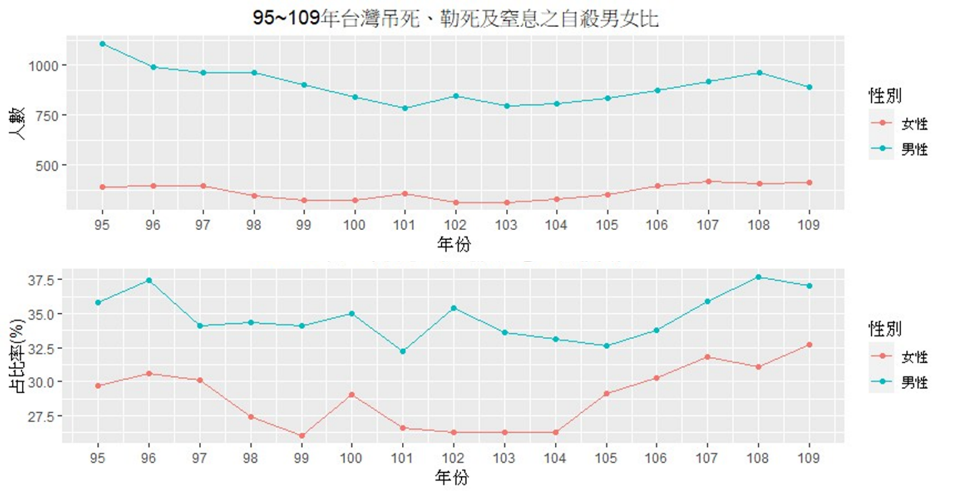 95~109年台灣吊死、勒死及窒息之自殺男女比
1000
750
500
人數
95 96 97 98 99 100 101 102 103 104 105 106 107 108 109
年份
性別
女性
男性
37.5
35.0
32.5
30.0
27.5
占比率(%)
95 96 97 98 99 100 101 102 103 104 105 106 107 108 109
年份
性別
女性
男性